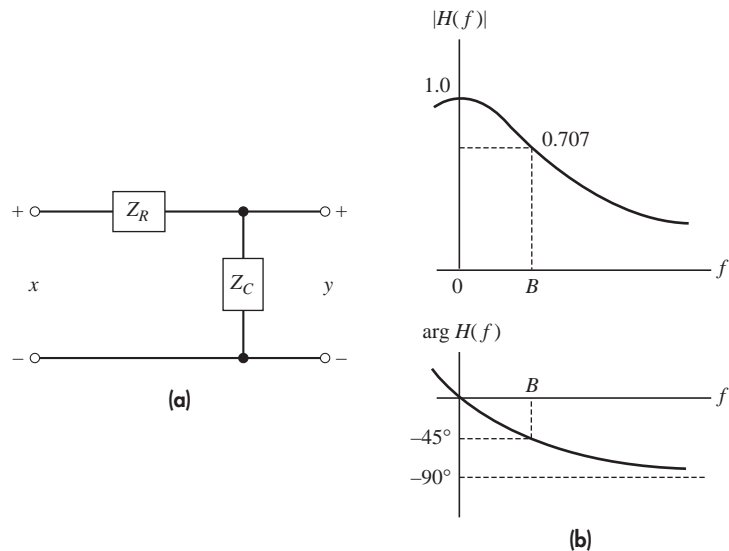 + Z_R +
x Z_C y
– –
(a)
|H(f)|
1.0
0.707
0 B f
arg H(f)
B f
–45°
–90°
(b)